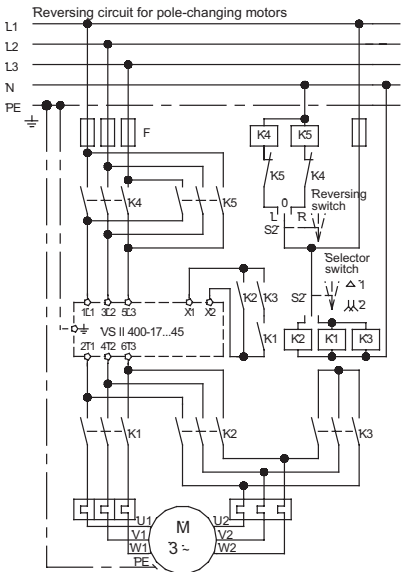 Reversing circuit for pole-changing motors
L1
L2
L3
N
PE
F
K4 K5
K5 K4
K4 K5
L 0 R
Reversing switch
S2
Selector switch
1
2
S2
1L1 3L2 5L3
X1 X2
VS II 400-17...45
2T1 4T2 6T3
K2 K3
K1
K2 K1 K3
K1 K2 K3
U1 U2
V1 V2
W1 W2
M
3 ~
PE